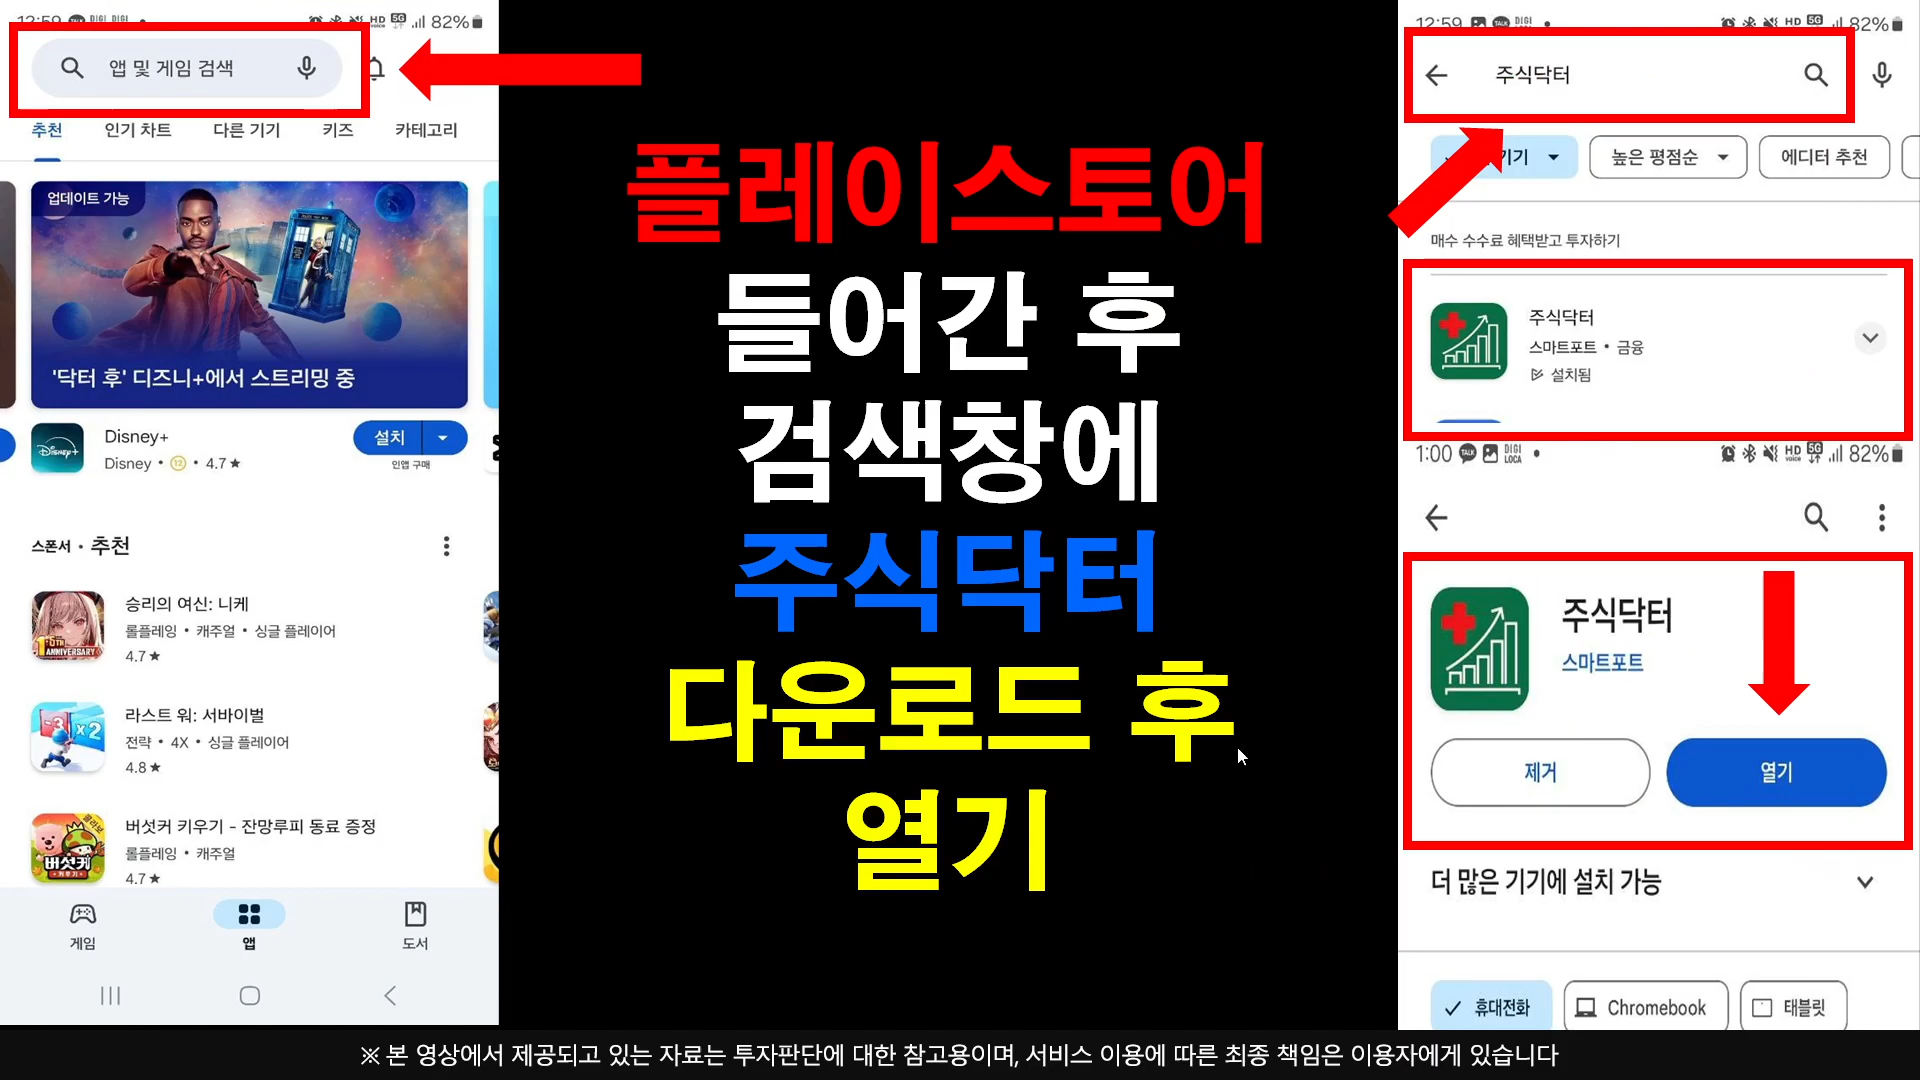 12:59
82%
앱 및 게임 검색
추천
인기 차트
다른 기기
키즈
카테고리
업데이트 가능
'닥터 후' 디즈니+에서 스트리밍 중
Disney+
Disney+
Disney • 12 • 4.7★
설치
인앱 구매
스폰서 • 추천
승리의 여신: 니케
롤플레잉 • 캐주얼 • 싱글 플레이어
4.7★
라스트 워: 서바이벌
전략 • 4X • 싱글 플레이어
4.8★
버섯커 키우기 - 잔망루피 동료 증정
롤플레잉 • 캐주얼
4.7★
게임
앱
도서
플레이스토어
들어간 후
검색창에
주식닥터
다운로드 후
열기
12:59
82%
주식닥터
기기
높은 평점순
에디터 추천
매수 수수료 혜택받고 투자하기
주식닥터
스마트포트 • 금융
설치됨
1:00
82%
주식닥터
스마트포트
제거
열기
더 많은 기기에 설치 가능
휴대전화
Chromebook
태블릿
※ 본 영상에서 제공되고 있는 자료는 투자판단에 대한 참고용이며, 서비스 이용에 따른 최종 책임은 이용자에게 있습니다